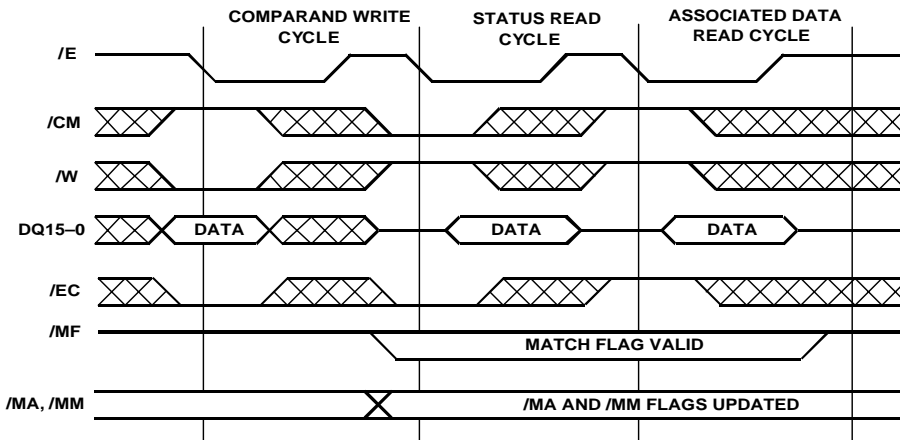 COMPARAND WRITE
CYCLE
STATUS READ
CYCLE
ASSOCIATED DATA
READ CYCLE
/E
/CM
/W
DQ15–0
DATA
DATA
DATA
/EC
/MF
MATCH FLAG VALID
/MA, /MM
/MA AND /MM FLAGS UPDATED